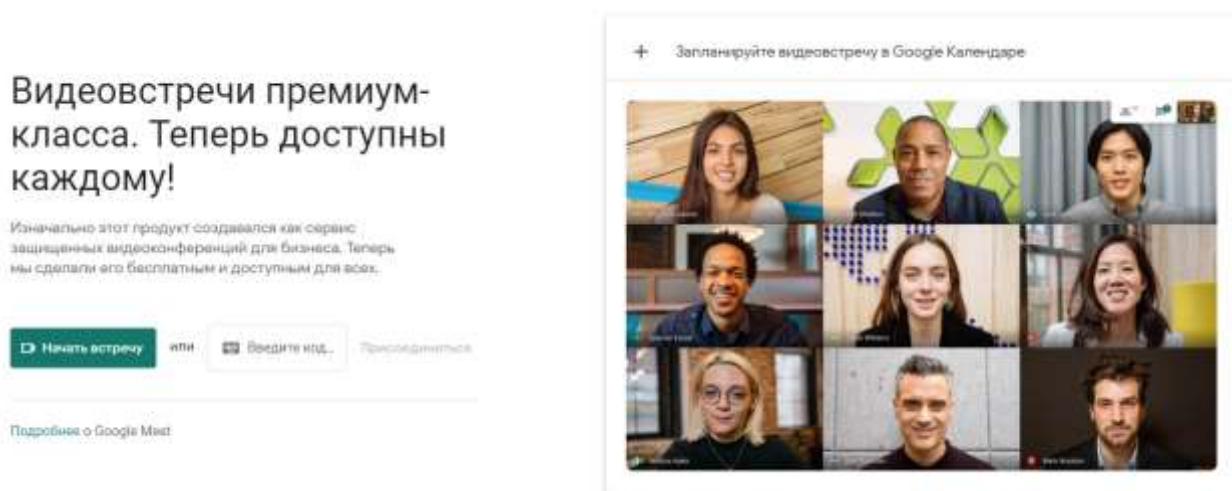 Видеовстречи премиум-
класса. Теперь доступны
каждому!
Изначально этот продукт создавался как сервис
защищенных видеоконференций для бизнеса. Теперь
мы сделали его бесплатным и доступным для всех.
Начать встречу или Введите код... Присоединиться
Подробнее о Google Meet
+ Запланируйте видеовстречу в Google Календаре